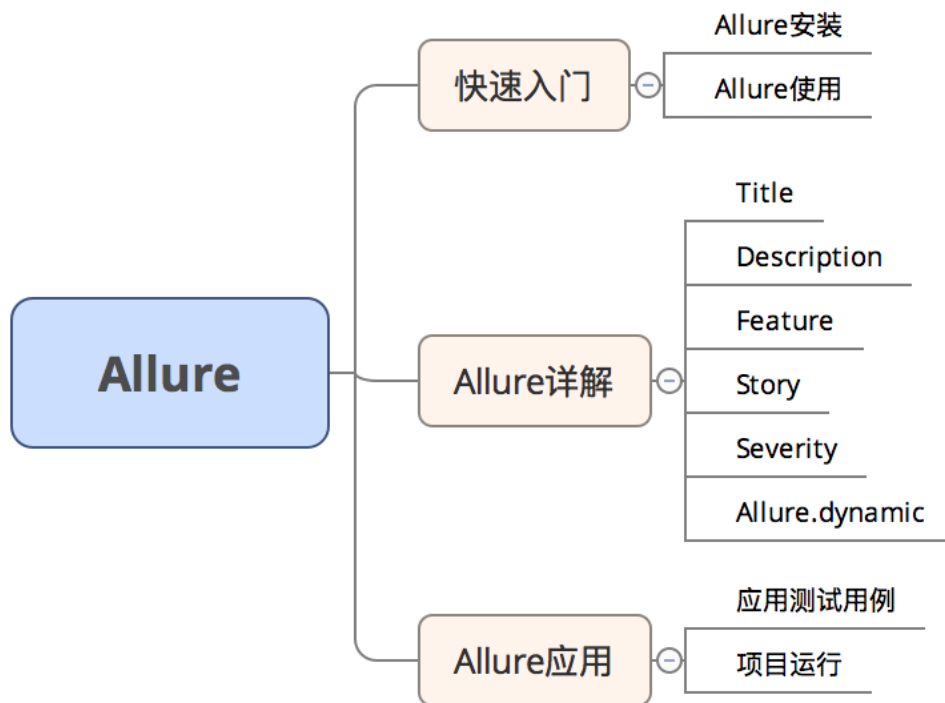 Allure
快速入门
Allure安装
Allure使用
Allure详解
Title
Description
Feature
Story
Severity
Allure.dynamic
Allure应用
应用测试用例
项目运行